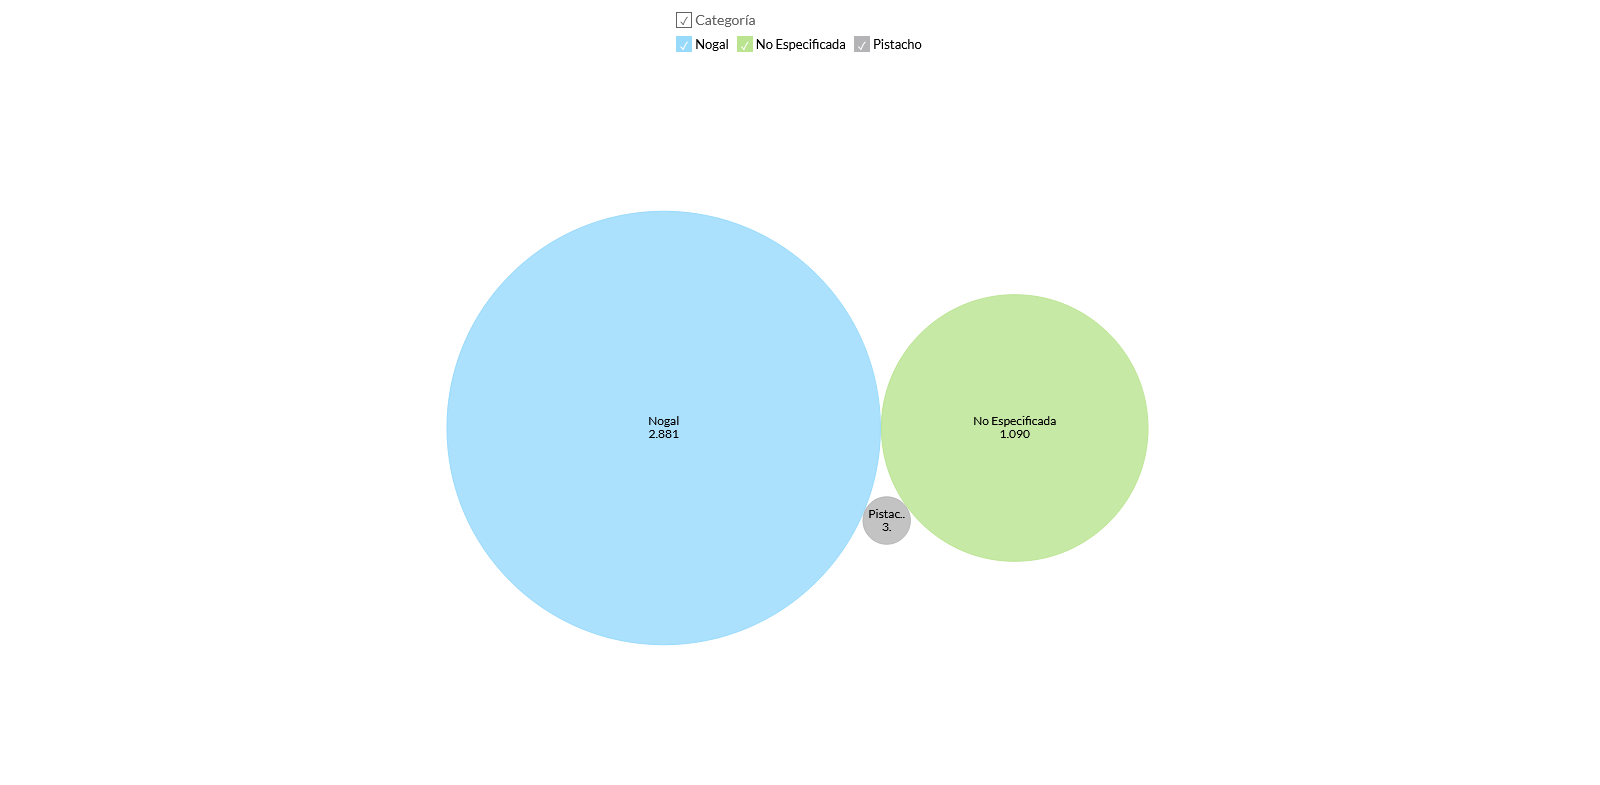 Categoría
Nogal No Especificada Pistacho
Nogal
2.881
No Especificada
1.090
Pistac..
3.